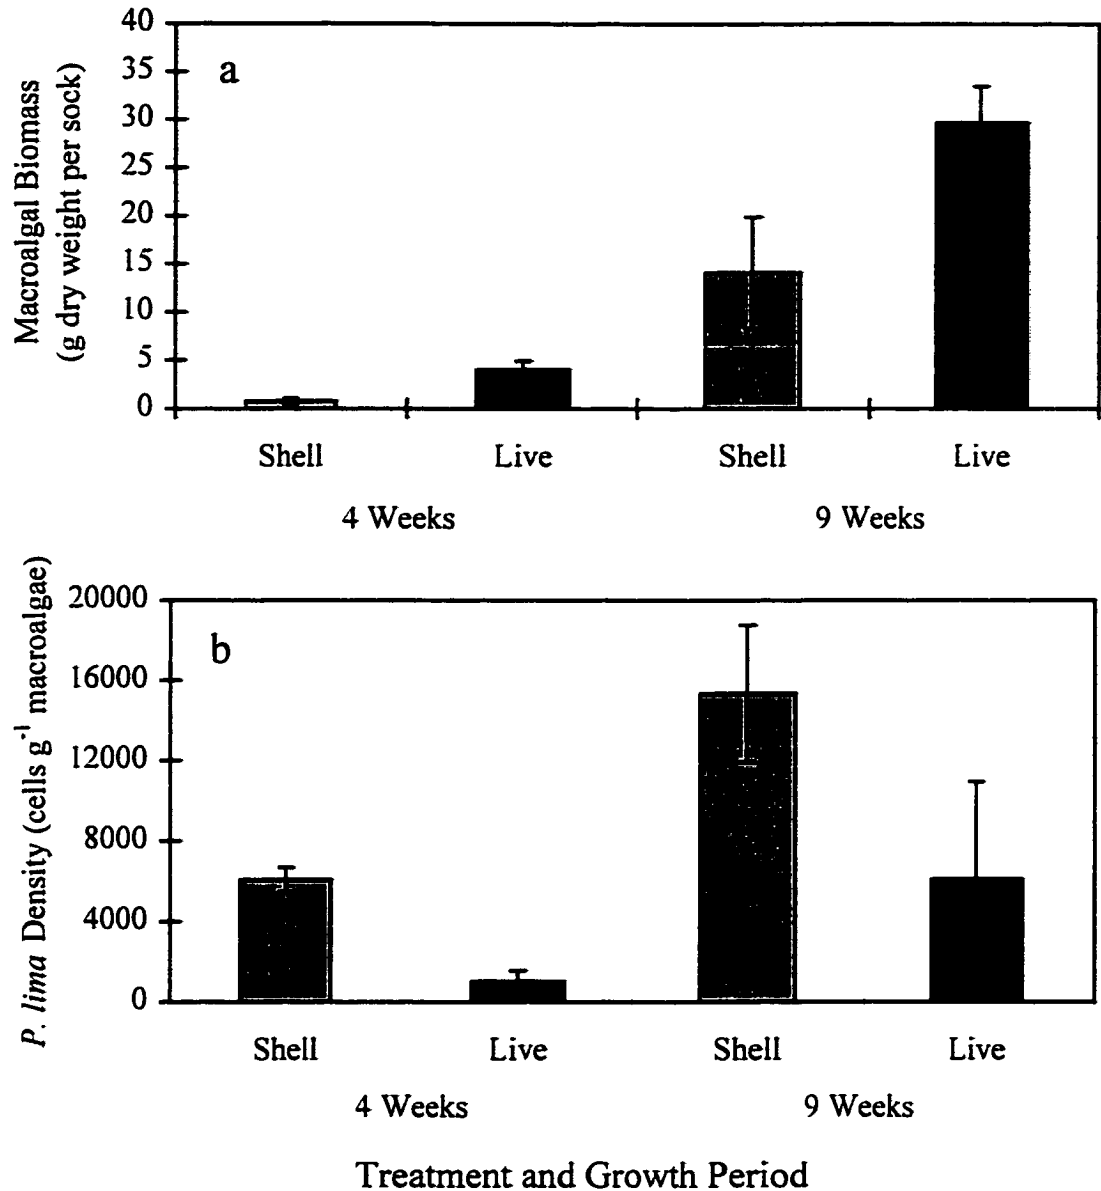 Macroalgal Biomass
(g dry weight per sock)
40
35
30
25
20
15
10
5
0
a
Shell Live Shell Live
4 Weeks 9 Weeks
P. lima Density (cells g⁻¹ macroalgae)
20000
16000
12000
8000
4000
0
b
Shell Live Shell Live
4 Weeks 9 Weeks
Treatment and Growth Period